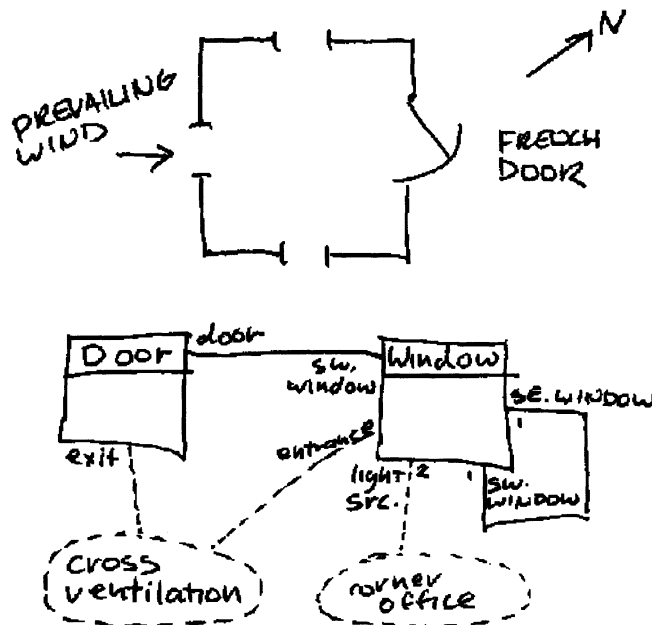 N
PREVAILING
WIND
FRENCH
DOOR
Door
door
sw.
window
Window
SE. WINDOW
1
exit
entrance
light
src.
2
1
SW.
WINDOW
cross
ventilation
corner
office